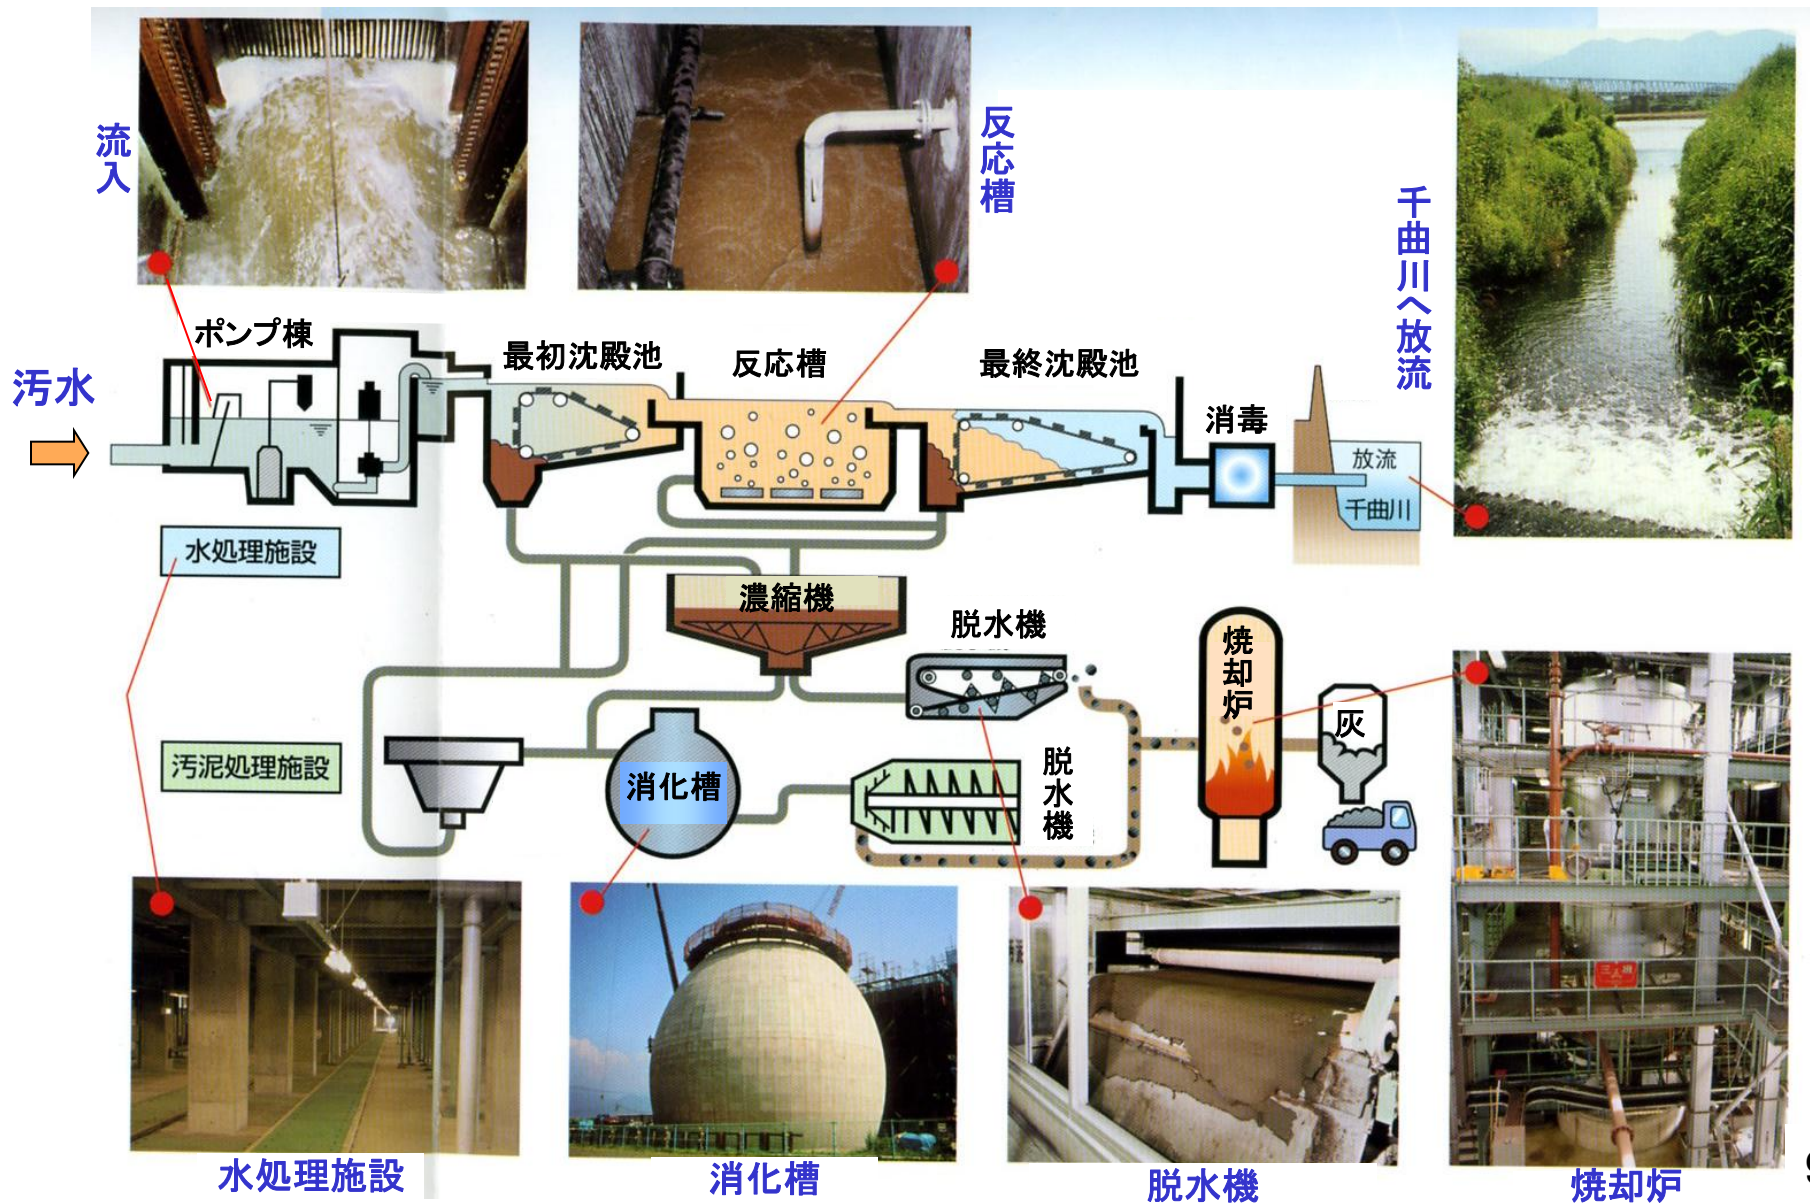 流入
反応槽
千曲川へ放流
ポンプ棟
最初沈殿池
反応槽
最終沈殿池
汚水
消毒
放流
千曲川
水処理施設
濃縮機
脱水機
焼却炉
灰
汚泥処理施設
消化槽
脱水機
水処理施設
消化槽
脱水機
焼却炉